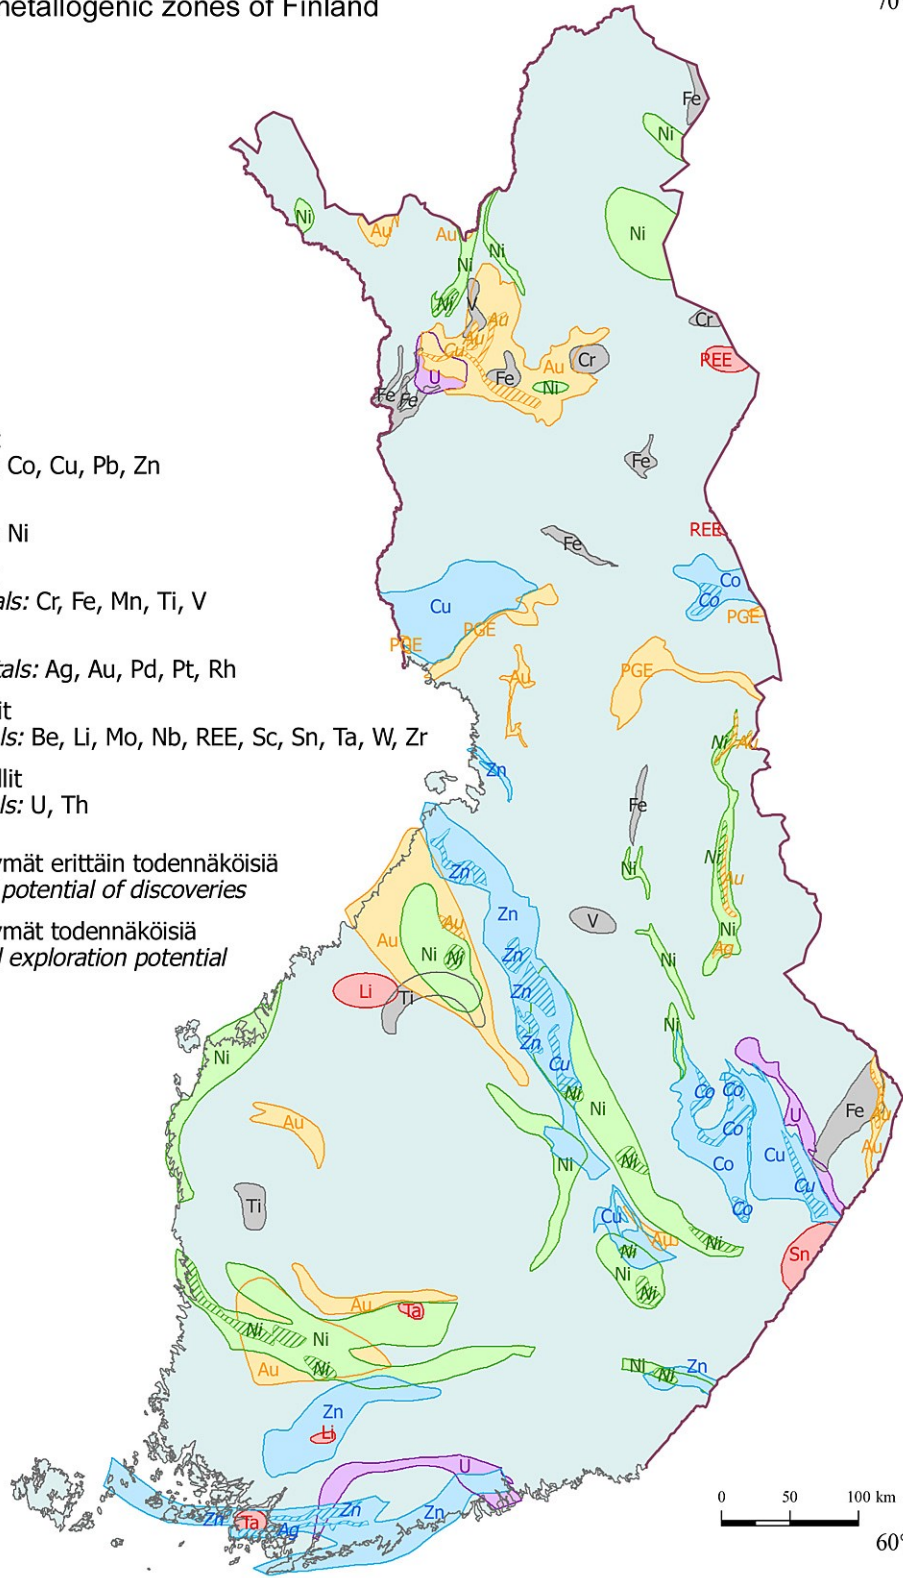 metallogenic zones of Finland
70
Fe
Ni
Ni
Au
Au
Ni
Ni
Ni
Ni
V
Au
Au
Cu
Cr
REE
U
Fe
Au
Cr
Ni
Fe
Fe
Co, Cu, Pb, Zn
Fe
Ni
REE
Fe
Co
Co
als: Cr, Fe, Mn, Ti, V
Cu
PGE
PGE
PGE
tals: Ag, Au, Pd, Pt, Rh
Au
PGE
it
ls: Be, Li, Mo, Nb, REE, Sc, Sn, Ta, W, Zr
Ni
Au
llit
ls: U, Th
Zn
Fe
ymät erittäin todennäköisiä
potential of discoveries
Zn
Ni
Ni
Au
ymät todennäköisiä
l exploration potential
Zn
V
Au
Au
Ni
Ni
Zn
Ni
Ag
Ni
Li
Ti
Zn
Ni
Zn
Ni
Cu
Ni
Co
Co
Ni
Co
U
Fe
Au
Au
Au
Ni
Ni
Co
Cu
Cu
Ti
Co
Cu
Au
Ni
Ni
Ni
Sn
Ni
Au
Ta
Ni
Ni
Ni
Au
Ni
Ni
Zn
Zn
Li
U
Zn
Ta
Ag
Zn
Zn
0 50 100 km
60°